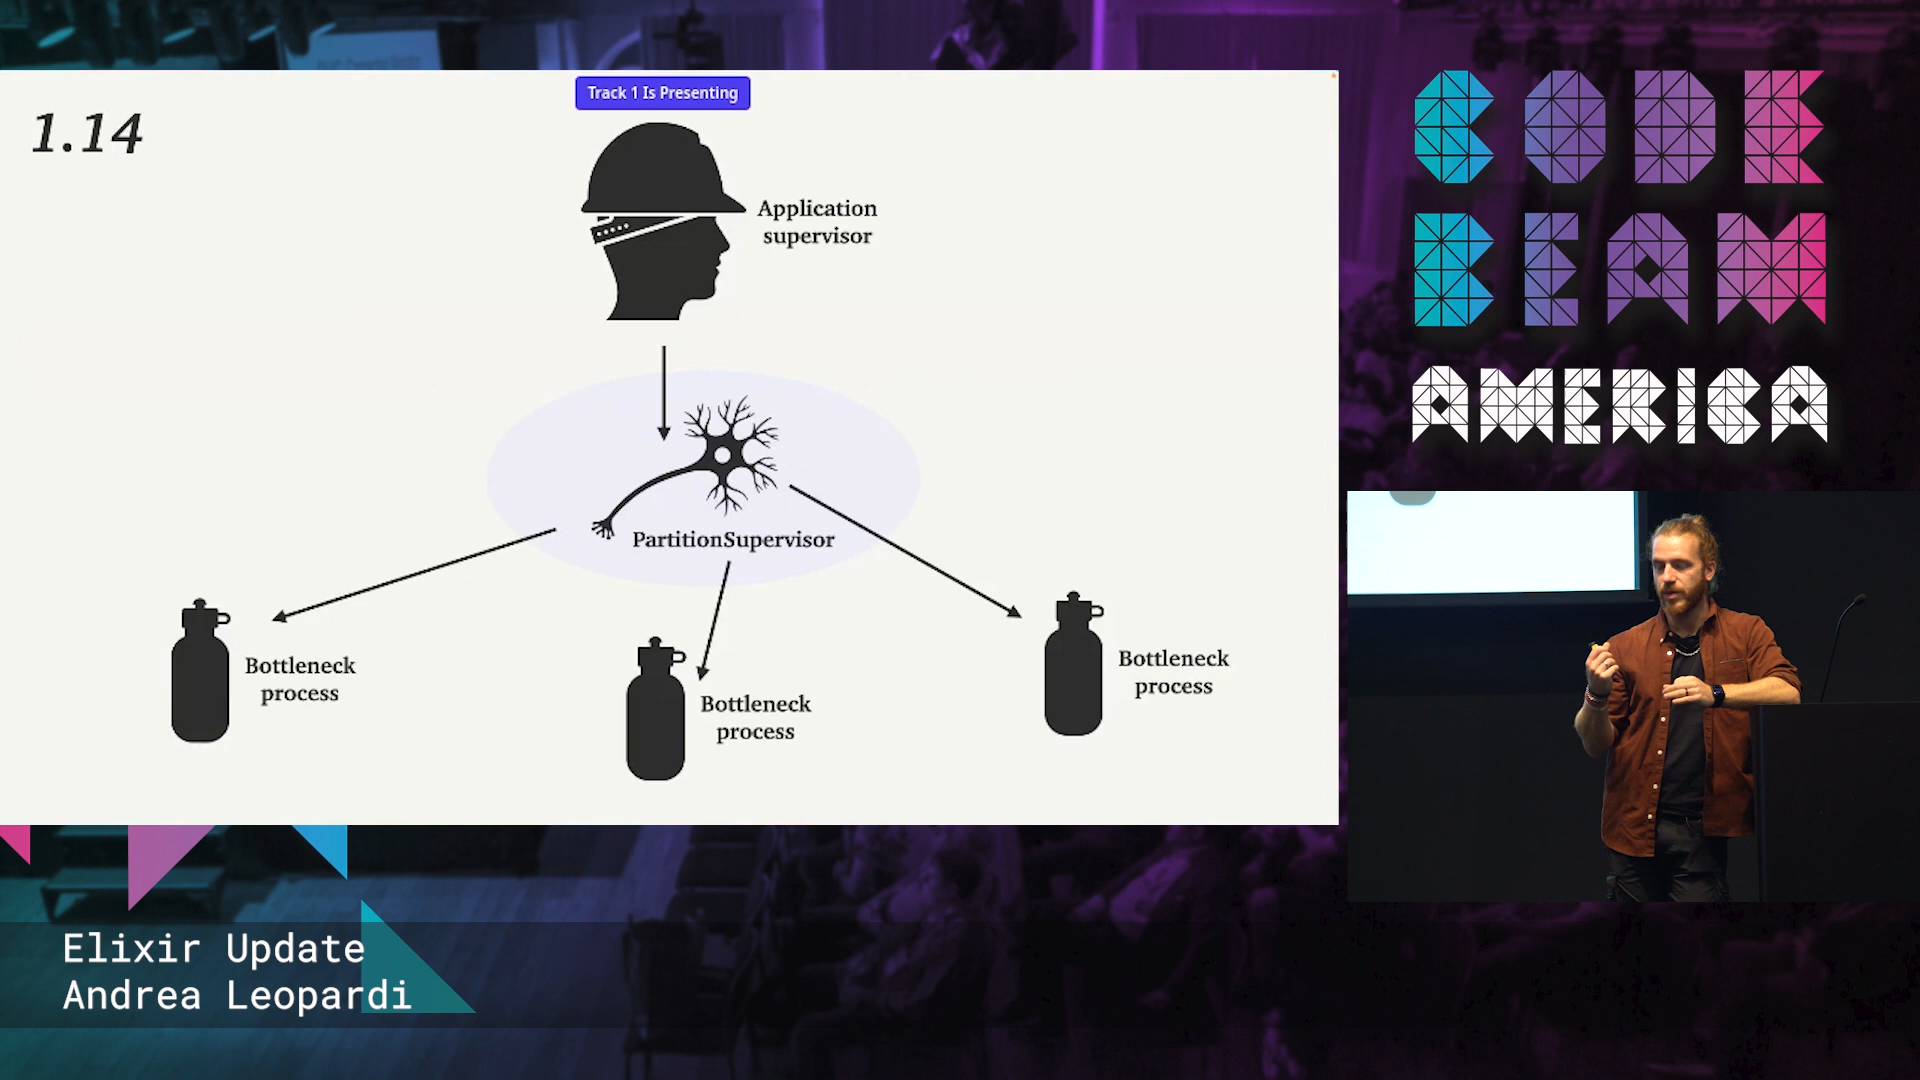 Track 1 Is Presenting
1.14
Application
supervisor
PartitionSupervisor
Bottleneck
process
Bottleneck
process
Bottleneck
process
CODE
BEAM
AMERICA
Elixir Update
Andrea Leopardi